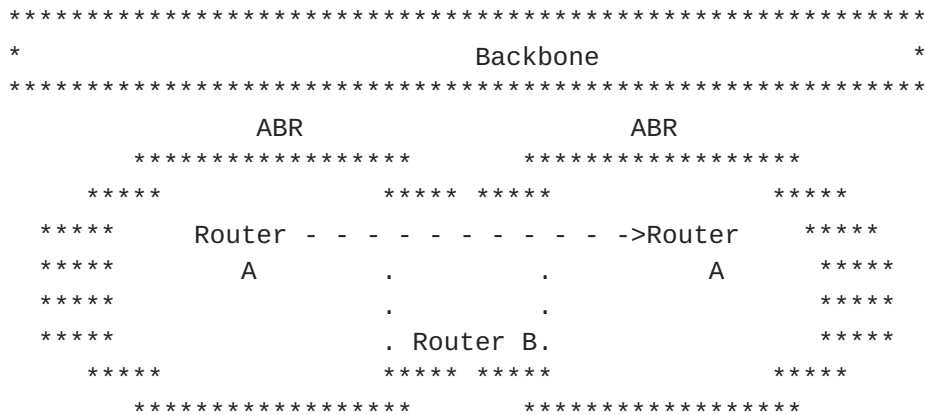 ***********************************************************
* Backbone *
***********************************************************
ABR ABR
****************** ******************
***** ***** ***** *****
***** Router - - - - - - - - - - ->Router *****
***** A . . A *****
***** . . *****
***** . Router B. *****
***** ***** ***** *****
****************** ******************